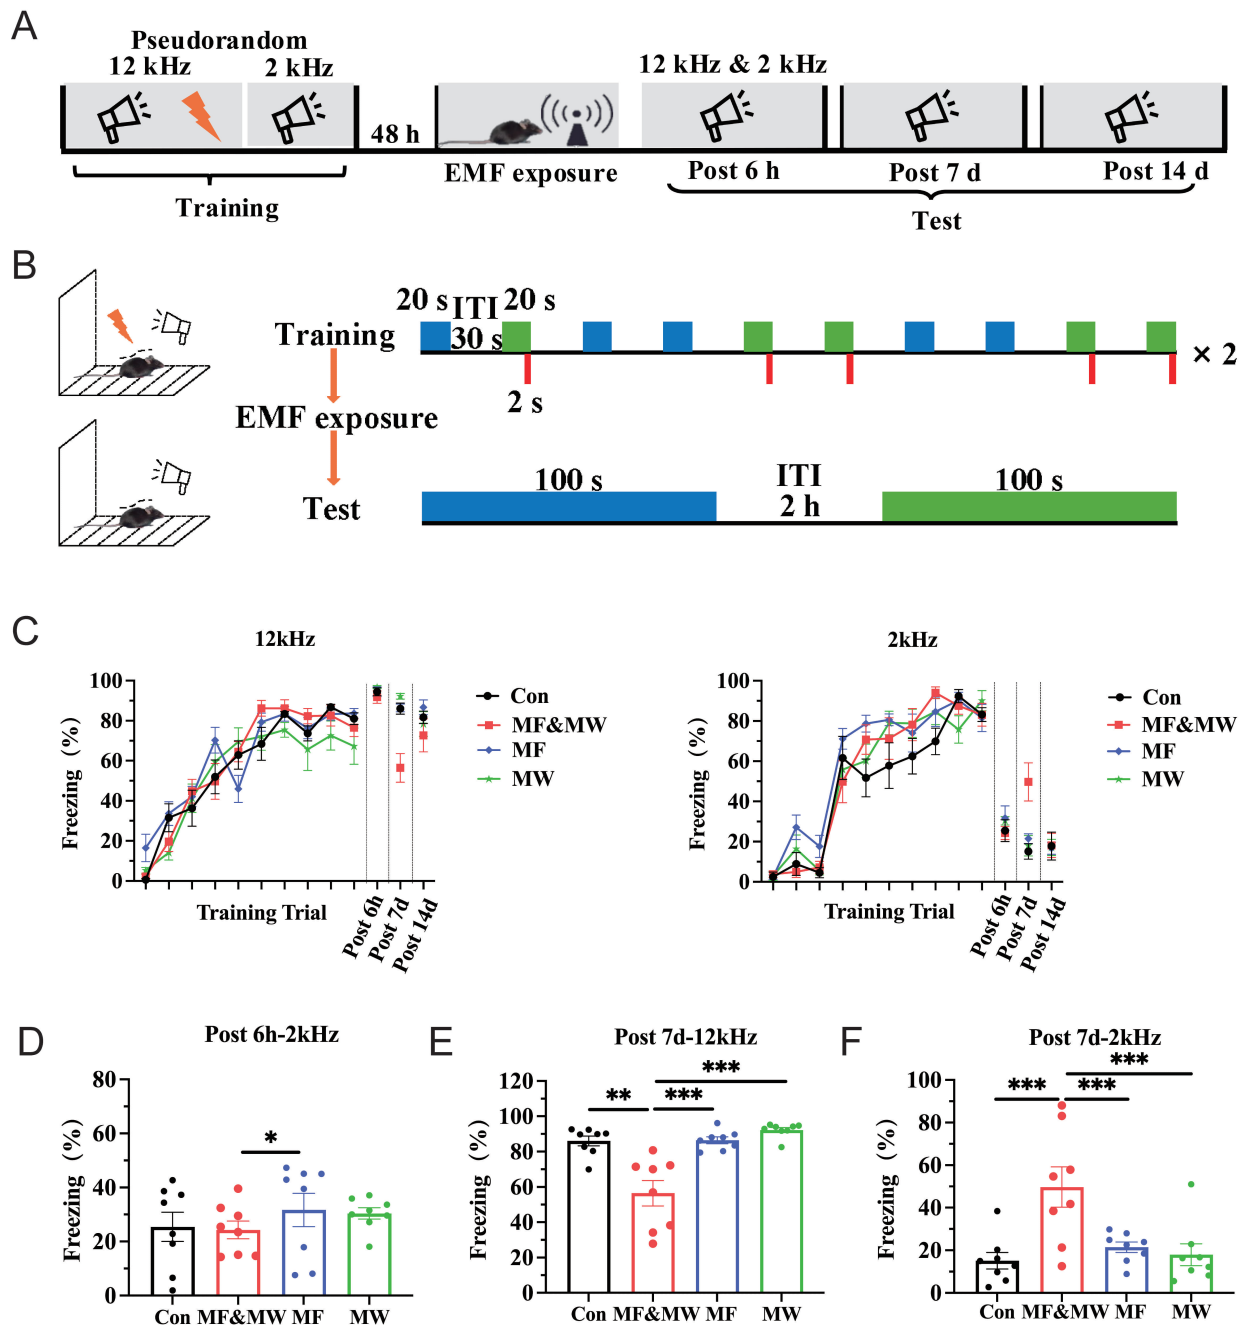 A
Pseudorandom
12 kHz 2 kHz
12 kHz & 2 kHz
48 h
EMF exposure
Post 6 h
Post 7 d
Post 14 d
Training
Test
B
20 s
ITI
20 s
Training
30 s
× 2
2 s
EMF exposure
Test
100 s
ITI
2 h
100 s
C
12kHz
Freezing (%)
100
80
60
40
20
0
Training Trial
Post 6h
Post 7d
Post 14d
Con
MF&MW
MF
MW
2kHz
Freezing (%)
100
80
60
40
20
0
Training Trial
Post 6h
Post 7d
Post 14d
Con
MF&MW
MF
MW
D
Post 6h-2kHz
Freezing (%)
80
60
40
20
0
*
Con MF&MW MF MW
E
Post 7d-12kHz
Freezing (%)
120
100
80
60
40
20
0
***
** ***
Con MF&MW MF MW
F
Post 7d-2kHz
Freezing (%)
100
80
60
40
20
0
***
*** ***
Con MF&MW MF MW